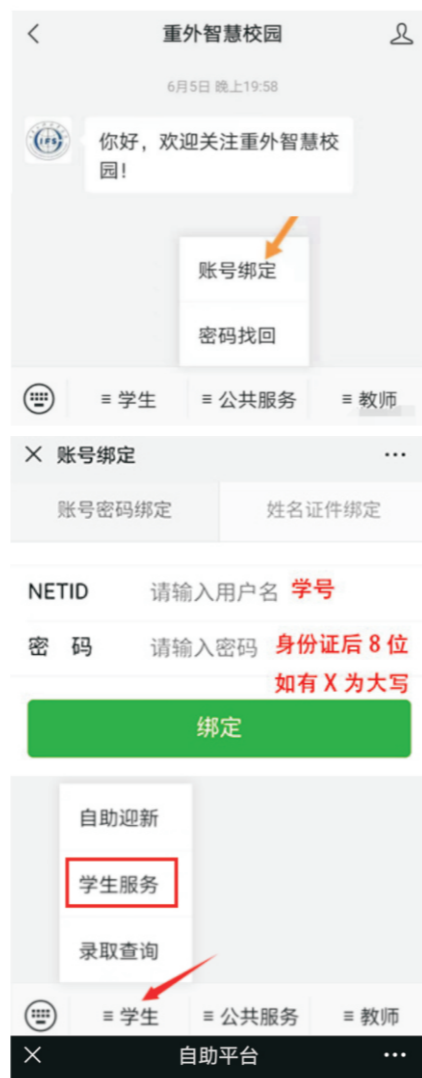 重外智慧校园
6月5日 晚上19:58
你好，欢迎关注重外智慧校
园！
账号绑定
密码找回
≡ 学生 ≡ 公共服务 ≡ 教师
× 账号绑定 ···
账号密码绑定 姓名证件绑定
NETID 请输入用户名 学号
密 码 请输入密码 身份证后 8 位
如有 X 为大写
绑定
自助迎新
学生服务
录取查询
≡ 学生 ≡ 公共服务 ≡ 教师
× 自助平台 ···